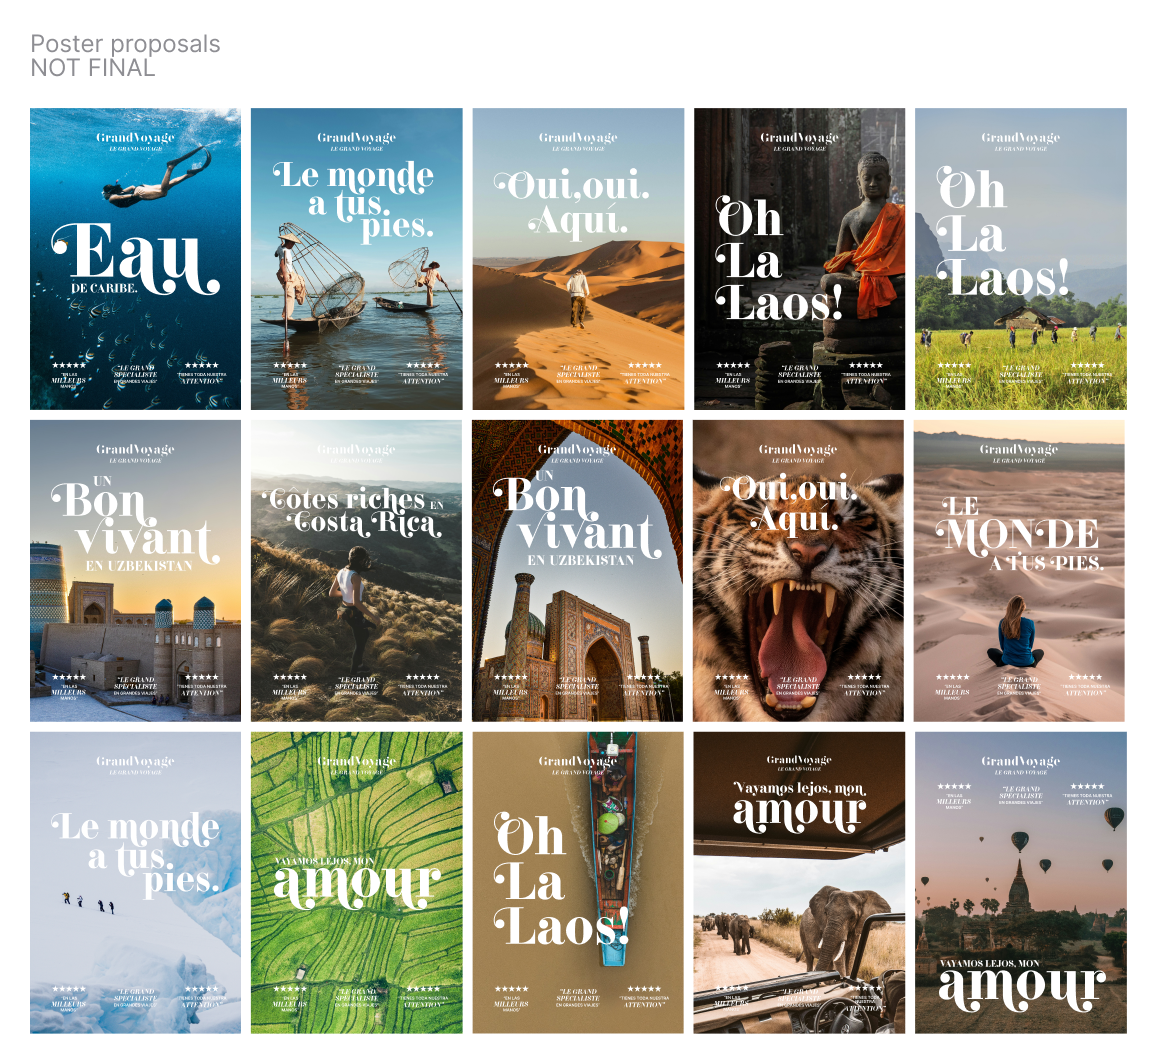 Poster proposals
NOT FINAL
GrandVoyage
LE GRAND VOYAGE
Eau
DE CARIBE.
★★★★★
"EN LAS
MILLEURS
MANOS"
"LE GRAND
SPECIALISTE
EN GRANDES VIAJES"
★★★★★
"TIENES TODA NUESTRA
ATTENTION"
GrandVoyage
LE GRAND VOYAGE
Le monde
a tus.
pies.
★★★★★
"EN LAS
MILLEURS
MANOS"
"LE GRAND
SPECIALISTE
EN GRANDES VIAJES"
★★★★★
"TIENES TODA NUESTRA
ATTENTION"
GrandVoyage
LE GRAND VOYAGE
Oui,oui.
Aquí.
★★★★★
"EN LAS
MILLEURS
MANOS"
"LE GRAND
SPECIALISTE
EN GRANDES VIAJES"
★★★★★
"TIENES TODA NUESTRA
ATTENTION"
GrandVoyage
LE GRAND VOYAGE
Oh
La
Laos!
★★★★★
"EN LAS
MILLEURS
MANOS"
"LE GRAND
SPECIALISTE
EN GRANDES VIAJES"
★★★★★
"TIENES TODA NUESTRA
ATTENTION"
GrandVoyage
LE GRAND VOYAGE
Oh
La
Laos!
★★★★★
"EN LAS
MILLEURS
MANOS"
"LE GRAND
SPECIALISTE
EN GRANDES VIAJES"
★★★★★
"TIENES TODA NUESTRA
ATTENTION"
GrandVoyage
LE GRAND VOYAGE
UN
Bon
vivant
EN UZBEKISTAN
★★★★★
"EN LAS
MILLEURS
MANOS"
"LE GRAND
SPECIALISTE
EN GRANDES VIAJES"
★★★★★
"TIENES TODA NUESTRA
ATTENTION"
GrandVoyage
LE GRAND VOYAGE
Côtes riches EN
Costa Rica
★★★★★
"EN LAS
MILLEURS
MANOS"
"LE GRAND
SPECIALISTE
EN GRANDES VIAJES"
★★★★★
"TIENES TODA NUESTRA
ATTENTION"
GrandVoyage
LE GRAND VOYAGE
UN
Bon
vivant
EN UZBEKISTAN
★★★★★
"EN LAS
MILLEURS
MANOS"
"LE GRAND
SPECIALISTE
EN GRANDES VIAJES"
★★★★★
"TIENES TODA NUESTRA
ATTENTION"
GrandVoyage
LE GRAND VOYAGE
Oui,oui.
Aquí.
★★★★★
"EN LAS
MILLEURS
MANOS"
"LE GRAND
SPECIALISTE
EN GRANDES VIAJES"
★★★★★
"TIENES TODA NUESTRA
ATTENTION"
GrandVoyage
LE GRAND VOYAGE
LE
MONDE
A TUS PIES.
★★★★★
"EN LAS
MILLEURS
MANOS"
"LE GRAND
SPECIALISTE
EN GRANDES VIAJES"
★★★★★
"TIENES TODA NUESTRA
ATTENTION"
GrandVoyage
LE GRAND VOYAGE
Le monde
a tus.
pies.
★★★★★
"EN LAS
MILLEURS
MANOS"
"LE GRAND
SPECIALISTE
EN GRANDES VIAJES"
★★★★★
"TIENES TODA NUESTRA
ATTENTION"
GrandVoyage
LE GRAND VOYAGE
VAYAMOS LEJOS, MON
amour
★★★★★
"EN LAS
MILLEURS
MANOS"
"LE GRAND
SPECIALISTE
EN GRANDES VIAJES"
★★★★★
"TIENES TODA NUESTRA
ATTENTION"
GrandVoyage
LE GRAND VOYAGE
Oh
La
Laos!
★★★★★
"EN LAS
MILLEURS
MANOS"
"LE GRAND
SPECIALISTE
EN GRANDES VIAJES"
★★★★★
"TIENES TODA NUESTRA
ATTENTION"
GrandVoyage
LE GRAND VOYAGE
Vayamos lejos, mon,
amour
★★★★★
"EN LAS
MILLEURS
MANOS"
"LE GRAND
SPECIALISTE
EN GRANDES VIAJES"
★★★★★
"TIENES TODA
NUESTRA
ATTENTION"
GrandVoyage
LE GRAND VOYAGE
★★★★★
"EN LAS
MILLEURS
MANOS"
"LE GRAND
SPECIALISTE
EN GRANDES VIAJES"
★★★★★
"TIENES TODA NUESTRA
ATTENTION"
VAYAMOS LEJOS, MON
amour